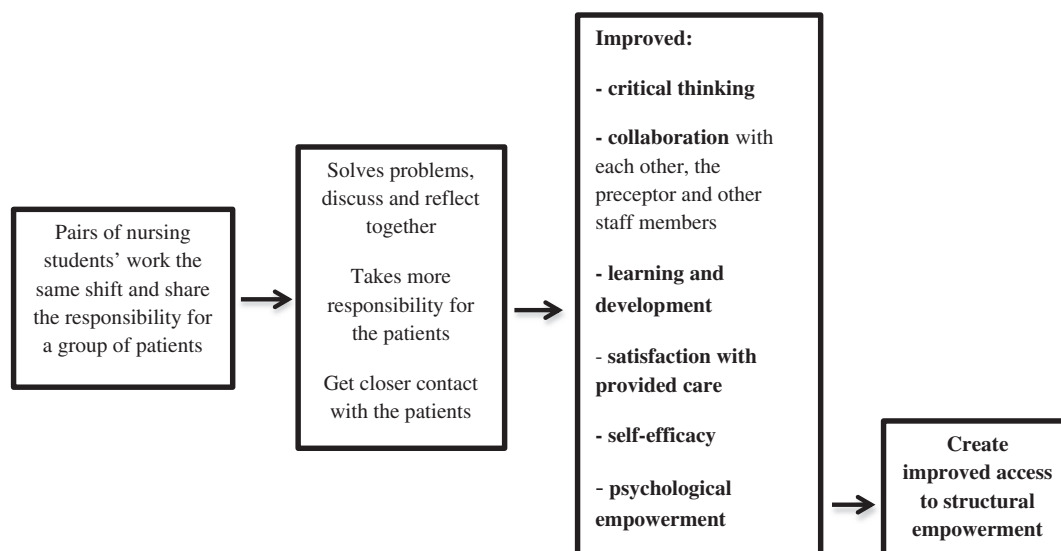 Pairs of nursing
students’ work the
same shift and share
the responsibility for
a group of patients
Solves problems,
discuss and reflect
together
Takes more
responsibility for
the patients
Get closer contact
with the patients
Improved:
- critical thinking
- collaboration with
each other, the
preceptor and other
staff members
- learning and
development
- satisfaction with
provided care
- self-efficacy
- psychological
empowerment
Create
improved access
to structural
empowerment